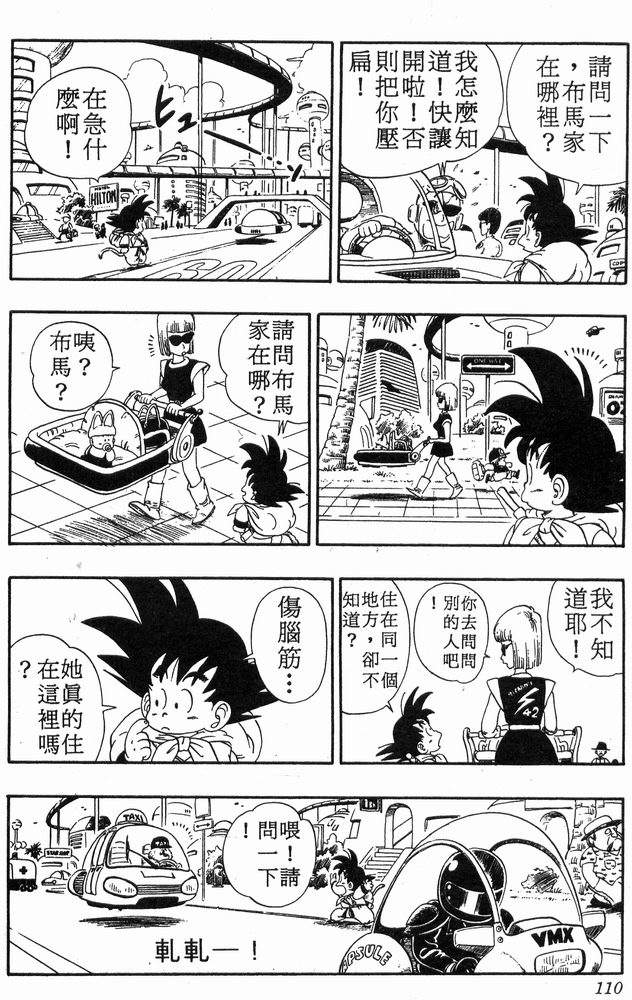 請問一下
，布馬家
在哪裡？
我怎麼知
道！快讓
開啦！否
則把你壓
扁！
ヒュー
在急什
麼啊！
HILTON
ONE WAY
請問布馬
家在哪？
咦？
布馬？
我不知
道耶！
你去問問
別的人吧
！
住在同一個
地方，卻不
知道？
42
傷腦筋…
她真的住
在這裡嗎
？
TAXI
喂！請
問一下
！
軋軋—！
VMX
CAPSULE
110